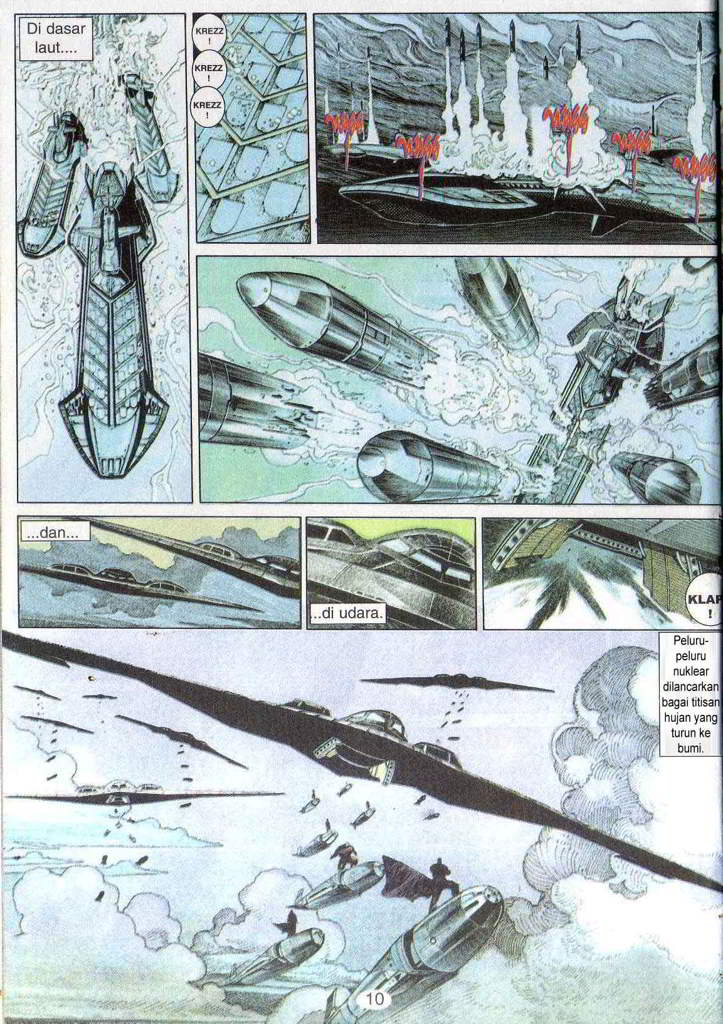 Di dasar
laut....
KREZZ
!
KREZZ
!
KREZZ
!
...dan...
...di udara.
KLAP
!
Peluru-
peluru
nuklear
dilancarkan
bagai titisan
hujan yang
turun ke
bumi.
10